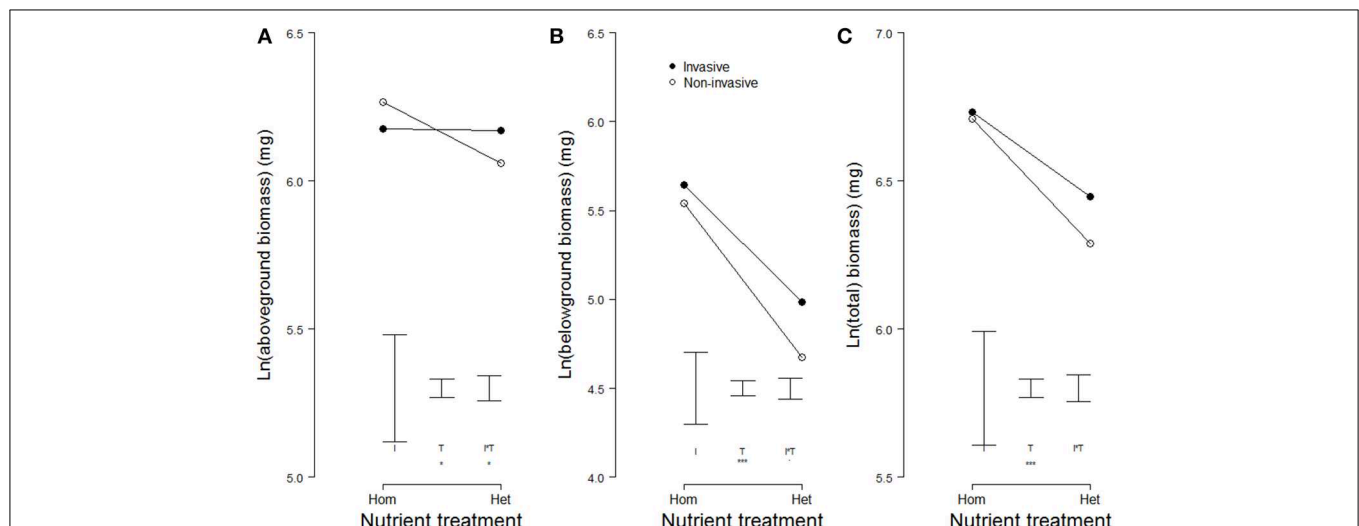 A
Ln(aboveground biomass) (mg)
6.5
6.0
5.5
5.0
I
T
I*T
*
*
Hom
Het
Nutrient treatment
B
Ln(belowground biomass) (mg)
6.5
6.0
5.5
5.0
4.5
4.0
Invasive
Non-invasive
I
T
I*T
***
.
Hom
Het
Nutrient treatment
C
Ln(total) biomass) (mg)
7.0
6.5
6.0
5.5
I
T
I*T
***
Hom
Het
Nutrient treatment